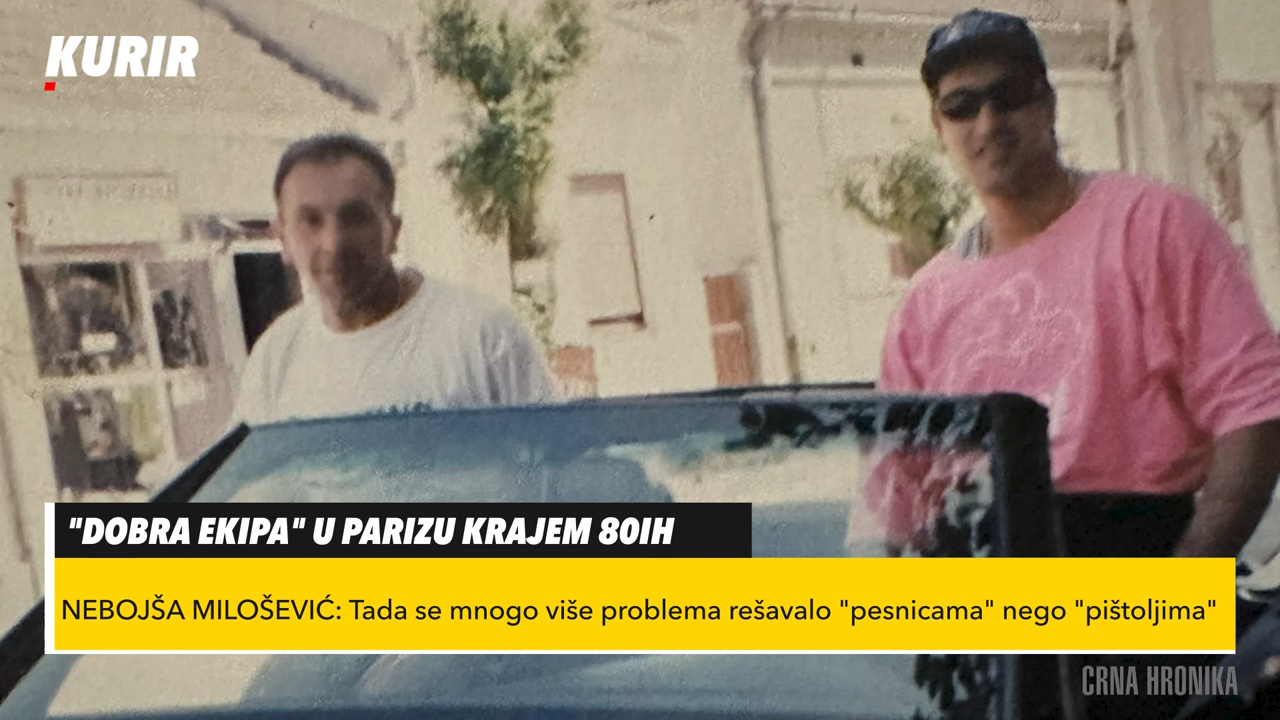 KURIR
"DOBRA EKIPA" U PARIZU KRAJEM 80IH
NEBOJŠA MILOŠEVIĆ: Tada se mnogo više problema rešavalo "pesnicama" nego "pištoljima"
CRNA HRONIKA